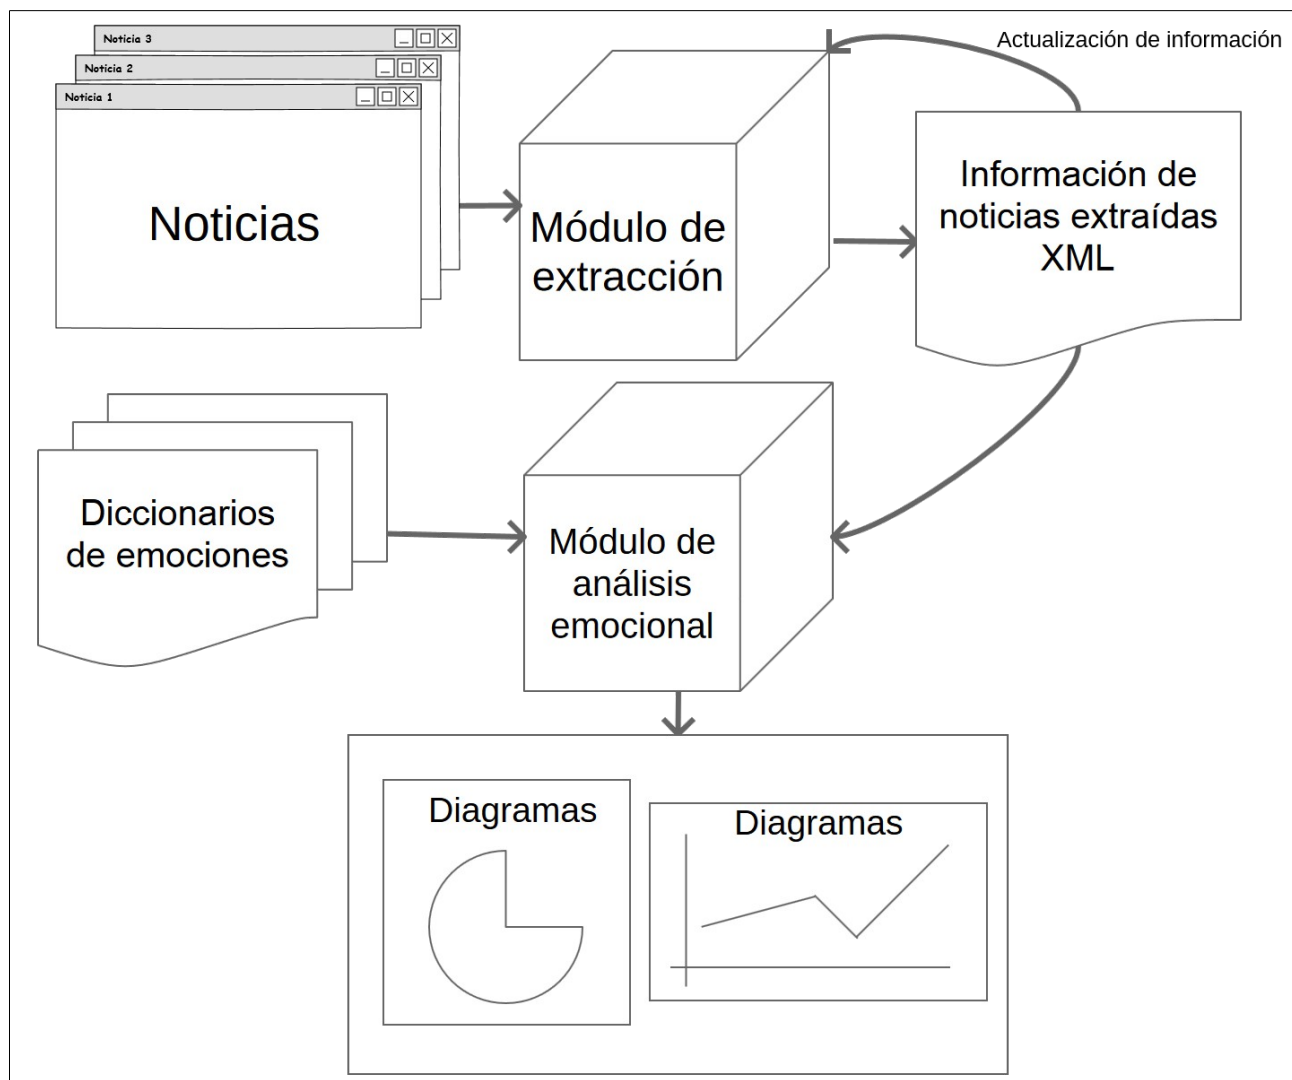 Noticia 3
Noticia 2
Noticia 1
Noticias
Módulo de
extracción
Actualización de información
Información de
noticias extraídas
XML
Diccionarios
de emociones
Módulo de
análisis
emocional
Diagramas
Diagramas